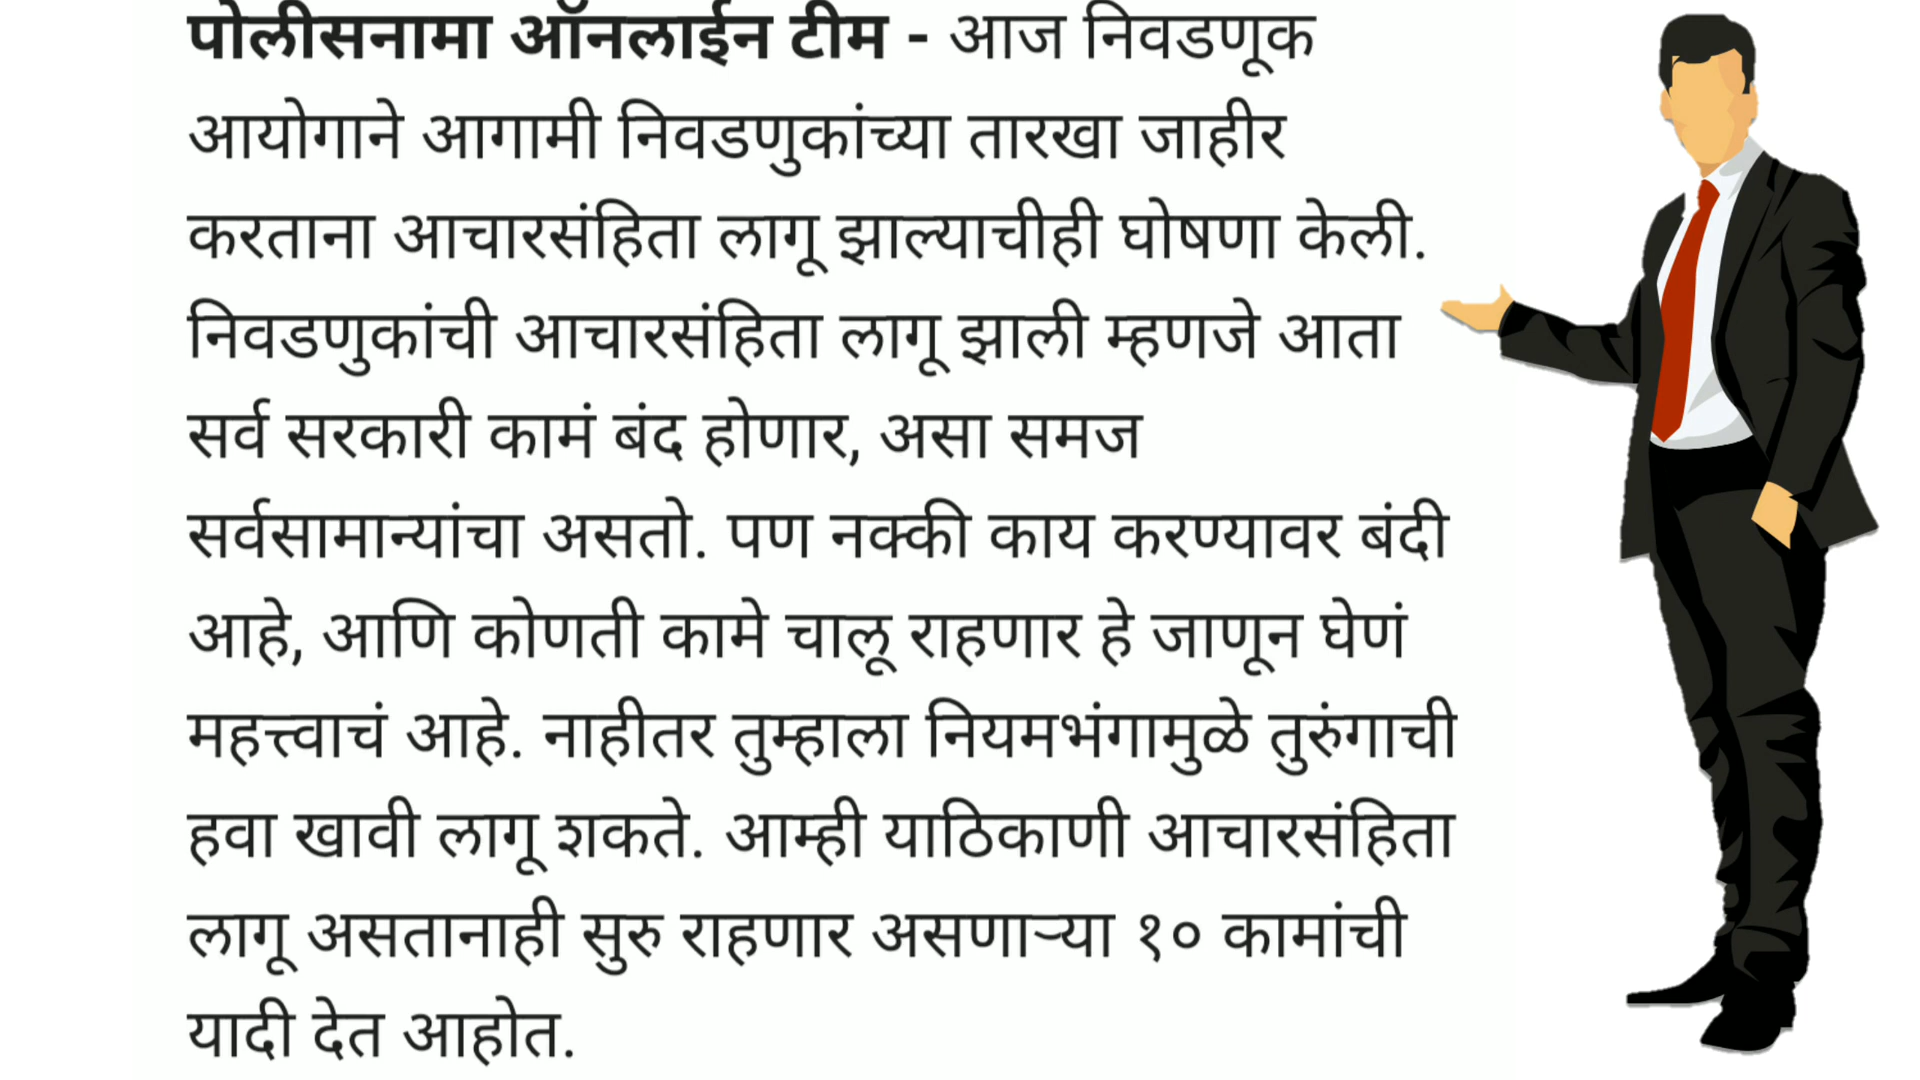 पोलीसनामा ऑनलाईन टीम - आज निवडणूक
आयोगाने आगामी निवडणुकांच्या तारखा जाहीर
करताना आचारसंहिता लागू झाल्याचीही घोषणा केली.
निवडणुकांची आचारसंहिता लागू झाली म्हणजे आता
सर्व सरकारी कामं बंद होणार, असा समज
सर्वसामान्यांचा असतो. पण नक्की काय करण्यावर बंदी
आहे, आणि कोणती कामे चालू राहणार हे जाणून घेणं
महत्त्वाचं आहे. नाहीतर तुम्हाला नियमभंगामुळे तुरुंगाची
हवा खावी लागू शकते. आम्ही याठिकाणी आचारसंहिता
लागू असतानाही सुरु राहणार असणाऱ्या १० कामांची
यादी देत आहोत.